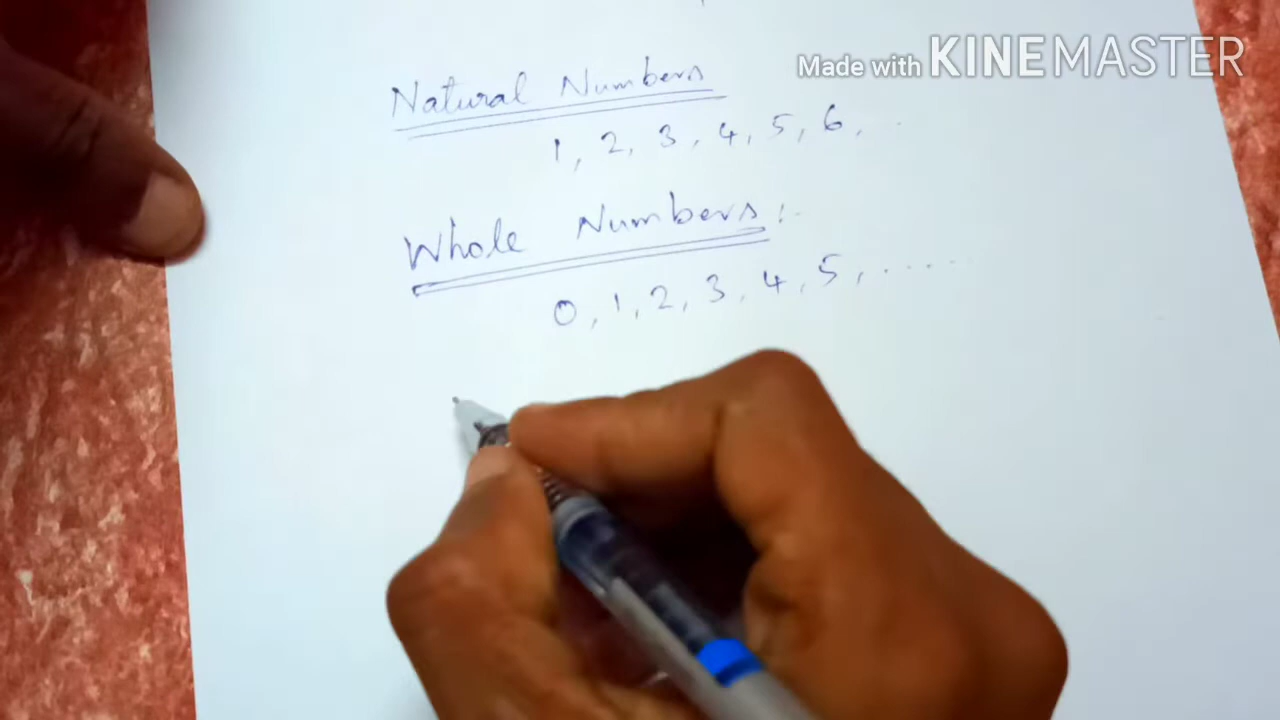 Made with KINEMASTER
Natural Numbers
1, 2, 3, 4, 5, 6, ..
Whole Numbers:
0, 1, 2, 3, 4, 5, .....